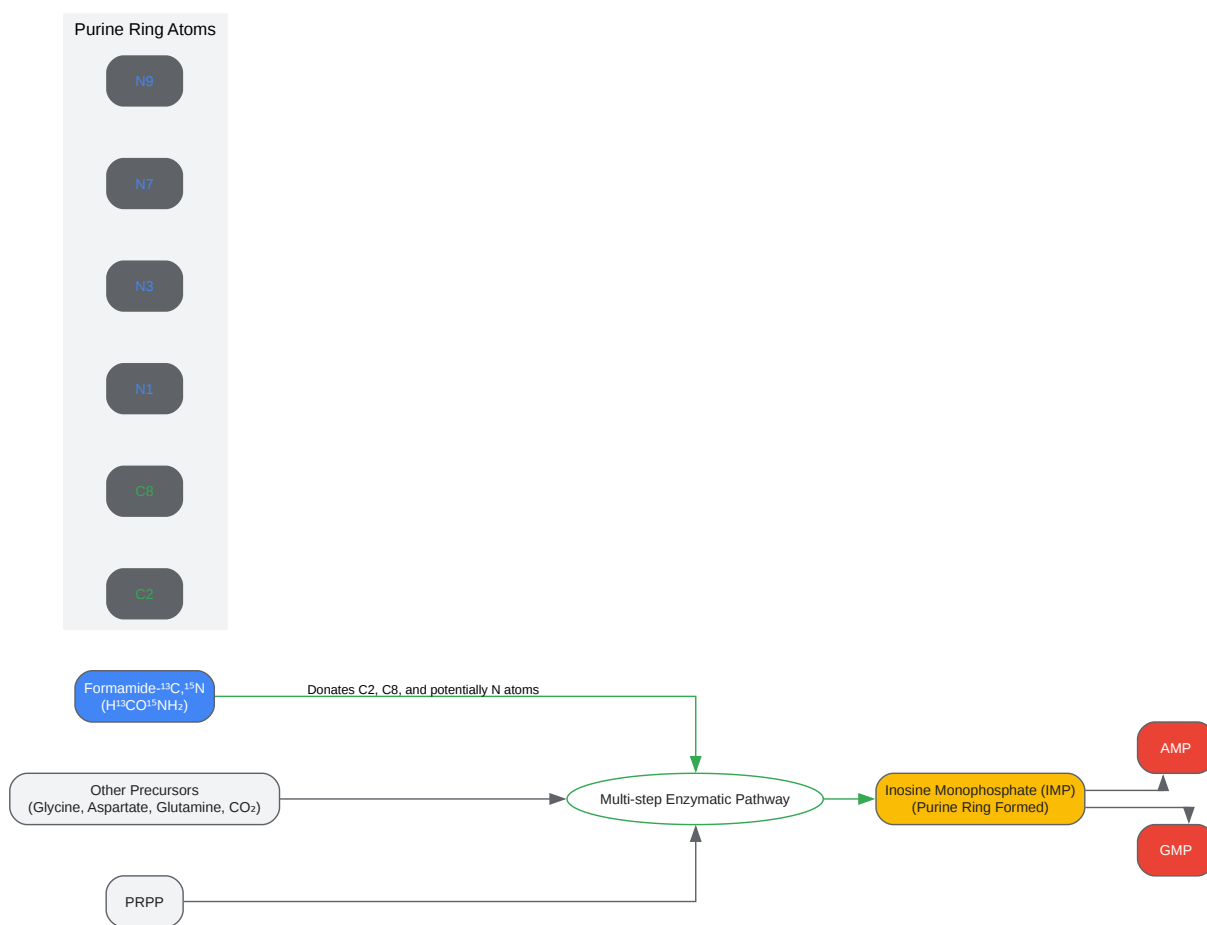 Purine Ring Atoms
N9
N7
N3
N1
C8
C2
Formamide-¹³C,¹⁵N
(H¹³CO¹⁵NH₂)
Donates C2, C8, and potentially N atoms
Other Precursors
(Glycine, Aspartate, Glutamine, CO₂)
PRPP
Multi-step Enzymatic Pathway
Inosine Monophosphate (IMP)
(Purine Ring Formed)
AMP
GMP